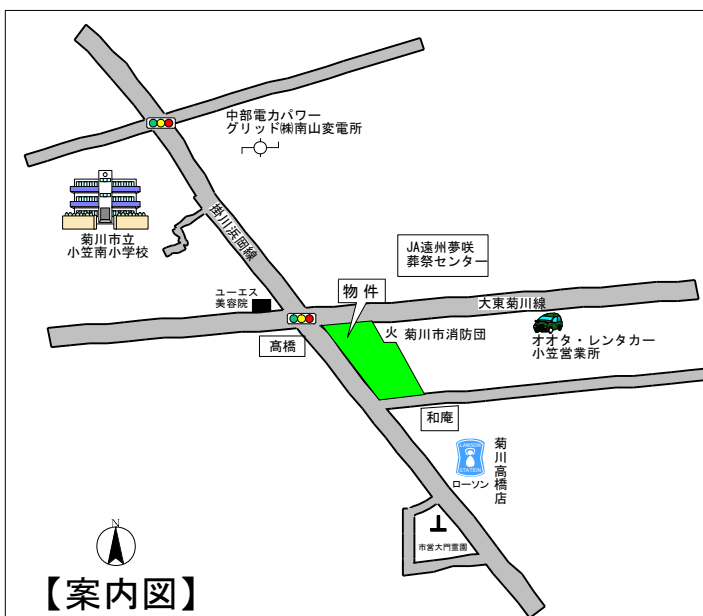 中部電力パワー
グリッド㈱南山変電所
菊川市立
小笠南小学校
掛川浜岡線
JA遠州夢咲
葬祭センター
ユーエス
美容院
物件
大東菊川線
髙橋
火 菊川市消防団
オオタ・レンタカー
小笠営業所
和庵
LAWSON
STATION
ローソン
菊川高橋店
市営大門霊園
N
【案内図】